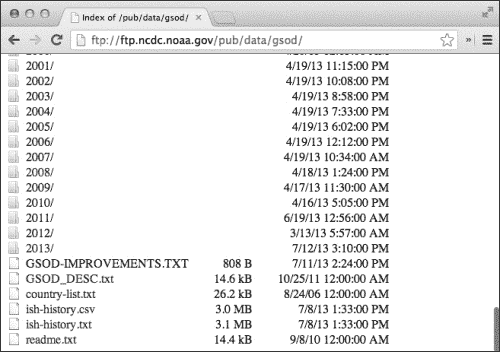 Index of /pub/data/gsod/
ftp://ftp.ncdc.noaa.gov/pub/data/gsod/
2001/ 4/19/13 11:15:00 PM
2002/ 4/19/13 10:08:00 PM
2003/ 4/19/13 8:58:00 PM
2004/ 4/19/13 7:33:00 PM
2005/ 4/19/13 6:02:00 PM
2006/ 4/19/13 12:12:00 PM
2007/ 4/19/13 10:34:00 AM
2008/ 4/18/13 1:24:00 PM
2009/ 4/17/13 11:30:00 AM
2010/ 4/16/13 5:05:00 PM
2011/ 6/19/13 12:56:00 AM
2012/ 3/13/13 5:57:00 AM
2013/ 7/12/13 3:10:00 PM
GSOD-IMPROVEMENTS.TXT 808 B 7/11/13 2:24:00 PM
GSOD_DESC.txt 14.6 kB 10/25/11 12:00:00 AM
country-list.txt 26.2 kB 8/24/06 12:00:00 AM
ish-history.csv 3.0 MB 7/8/13 1:33:00 PM
ish-history.txt 3.1 MB 7/8/13 1:33:00 PM
readme.txt 14.4 kB 9/8/10 12:00:00 AM